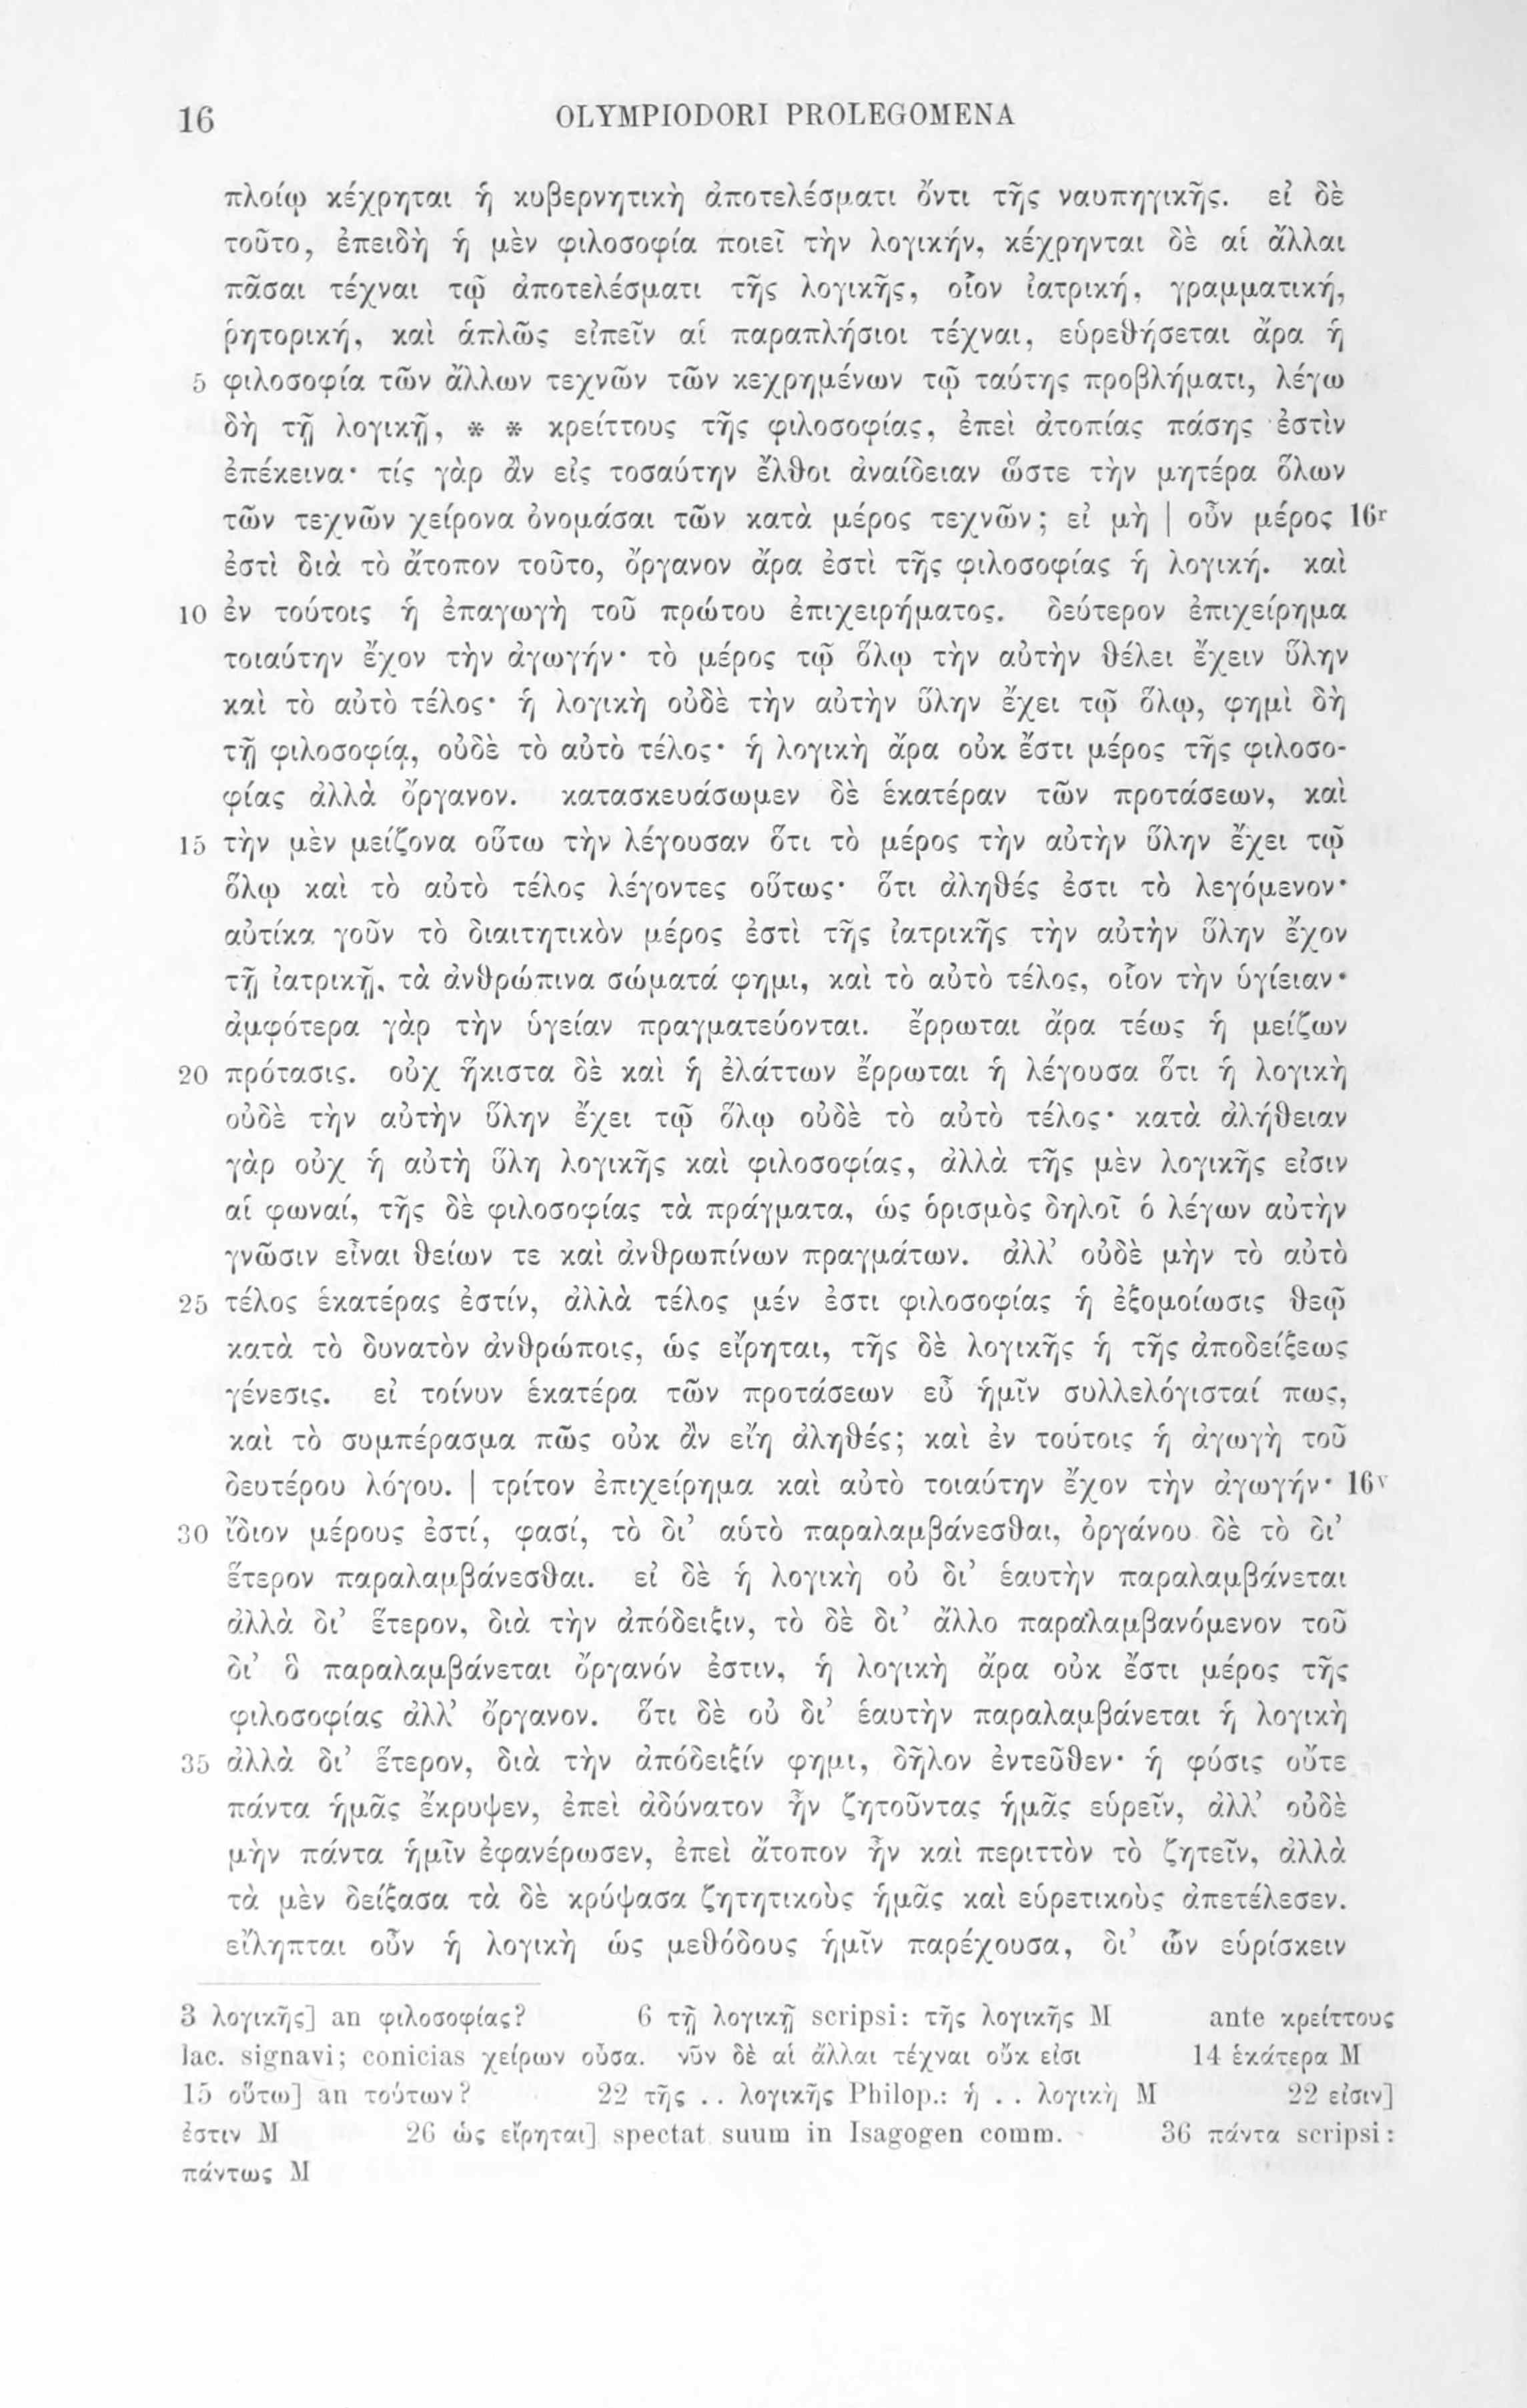 16 OLYMPIODORI PROLEGOMENA
πλοίῳ κέχρηται ἡ κυβερνητικὴ ἀποτελέσματι ὄντι τῆς ναυπηγικῆς. εἰ δὲ
τοῦτο, ἐπειδὴ ἡ μὲν φιλοσοφία ποιεῖ τὴν λογικήν, κέχρηνται δὲ αἱ ἄλλαι
πᾶσαι τέχναι τῷ ἀποτελέσματι τῆς λογικῆς, οἷον ἰατρική, γραμματική,
ῥητορική, καὶ ἁπλῶς εἰπεῖν αἱ παραπλήσιοι τέχναι, εὑρεθήσεται ἄρα ἡ
5 φιλοσοφία τῶν ἄλλων τεχνῶν τῶν κεχρημένων τῷ ταύτης προβλήματι, λέγω
δὴ τῇ λογικῇ, * * κρείττους τῆς φιλοσοφίας, ἐπεὶ ἀτοπίας πάσης ἐστὶν
ἐπέκεινα· τίς γὰρ ἂν εἰς τοσαύτην ἔλθοι ἀναίδειαν ὥστε τὴν μητέρα ὅλων
τῶν τεχνῶν χείρονα ὀνομάσαι τῶν κατὰ μέρος τεχνῶν; εἰ μὴ | οὖν μέρος 16r
ἐστὶ διὰ τὸ ἄτοπον τοῦτο, ὄργανον ἄρα ἐστὶ τῆς φιλοσοφίας ἡ λογική. καὶ
10 ἐν τούτοις ἡ ἐπαγωγὴ τοῦ πρώτου ἐπιχειρήματος. δεύτερον ἐπιχείρημα
τοιαύτην ἔχον τὴν ἀγωγήν· τὸ μέρος τῷ ὅλῳ τὴν αὐτὴν θέλει ἔχειν ὕλην
καὶ τὸ αὐτὸ τέλος· ἡ λογικὴ οὐδὲ τὴν αὐτὴν ὕλην ἔχει τῷ ὅλῳ, φημὶ δὴ
τῇ φιλοσοφίᾳ, οὐδὲ τὸ αὐτὸ τέλος· ἡ λογικὴ ἄρα οὐκ ἔστι μέρος τῆς φιλοσο-
φίας ἀλλὰ ὄργανον. κατασκευάσωμεν δὲ ἑκατέραν τῶν προτάσεων, καὶ
15 τὴν μὲν μείζονα οὕτω τὴν λέγουσαν ὅτι τὸ μέρος τὴν αὐτὴν ὕλην ἔχει τῷ
ὅλῳ καὶ τὸ αὐτὸ τέλος λέγοντες οὕτως· ὅτι ἀληθές ἐστι τὸ λεγόμενον·
αὐτίκα γοῦν τὸ διαιτητικὸν μέρος ἐστὶ τῆς ἰατρικῆς τὴν αὐτὴν ὕλην ἔχον
τῇ ἰατρικῇ, τὰ ἀνθρώπινα σώματά φημι, καὶ τὸ αὐτὸ τέλος, οἷον τὴν ὑγίειαν·
ἀμφότερα γὰρ τὴν ὑγείαν πραγματεύονται. ἔρρωται ἄρα τέως ἡ μείζων
20 πρότασις. οὐχ ἥκιστα δὲ καὶ ἡ ἐλάττων ἔρρωται ἡ λέγουσα ὅτι ἡ λογικὴ
οὐδὲ τὴν αὐτὴν ὕλην ἔχει τῷ ὅλῳ οὐδὲ τὸ αὐτὸ τέλος· κατὰ ἀλήθειαν
γὰρ οὐχ ἡ αὐτὴ ὕλη λογικῆς καὶ φιλοσοφίας, ἀλλὰ τῆς μὲν λογικῆς εἰσιν
αἱ φωναί, τῆς δὲ φιλοσοφίας τὰ πράγματα, ὡς ὁρισμὸς δηλοῖ ὁ λέγων αὐτὴν
γνῶσιν εἶναι θείων τε καὶ ἀνθρωπίνων πραγμάτων. ἀλλ’ οὐδὲ μὴν τὸ αὐτὸ
25 τέλος ἑκατέρας ἐστίν, ἀλλὰ τέλος μέν ἐστι φιλοσοφίας ἡ ἐξομοίωσις θεῷ
κατὰ τὸ δυνατὸν ἀνθρώποις, ὡς εἴρηται, τῆς δὲ λογικῆς ἡ τῆς ἀποδείξεως
γένεσις. εἰ τοίνυν ἑκατέρα τῶν προτάσεων εὖ ἡμῖν συλλελόγισταί πως,
καὶ τὸ συμπέρασμα πῶς οὐκ ἂν εἴη ἀληθές; καὶ ἐν τούτοις ἡ ἀγωγὴ τοῦ
δευτέρου λόγου. | τρίτον ἐπιχείρημα καὶ αὐτὸ τοιαύτην ἔχον τὴν ἀγωγήν· 16v
30 ἴδιον μέρους ἐστί, φασί, τὸ δι’ αὑτὸ παραλαμβάνεσθαι, ὀργάνου δὲ τὸ δι’
ἕτερον παραλαμβάνεσθαι. εἰ δὲ ἡ λογικὴ οὐ δι’ ἑαυτὴν παραλαμβάνεται
ἀλλὰ δι’ ἕτερον, διὰ τὴν ἀπόδειξιν, τὸ δὲ δι’ ἄλλο παραλαμβανόμενον τοῦ
δι’ ὃ παραλαμβάνεται ὄργανόν ἐστιν, ἡ λογικὴ ἄρα οὐκ ἔστι μέρος τῆς
φιλοσοφίας ἀλλ’ ὄργανον. ὅτι δὲ οὐ δι’ ἑαυτὴν παραλαμβάνεται ἡ λογικὴ
35 ἀλλὰ δι’ ἕτερον, διὰ τὴν ἀπόδειξίν φημι, δῆλον ἐντεῦθεν· ἡ φύσις οὔτε
πάντα ἡμᾶς ἔκρυψεν, ἐπεὶ ἀδύνατον ἦν ζητοῦντας ἡμᾶς εὑρεῖν, ἀλλ’ οὐδὲ
μὴν πάντα ἡμῖν ἐφανέρωσεν, ἐπεὶ ἄτοπον ἦν καὶ περιττὸν τὸ ζητεῖν, ἀλλὰ
τὰ μὲν δείξασα τὰ δὲ κρύψασα ζητητικοὺς ἡμᾶς καὶ εὑρετικοὺς ἀπετέλεσεν.
εἴληπται οὖν ἡ λογικὴ ὡς μεθόδους ἡμῖν παρέχουσα, δι’ ὧν εὑρίσκειν
3 λογικῆς] an φιλοσοφίας? 6 τῇ λογικῇ scripsi: τῆς λογικῆς M ante κρείττους
lac. signavi; conicias χείρων οὖσα. νῦν δὲ αἱ ἄλλαι τέχναι οὔκ εἰσι 14 ἑκάτερα M
15 οὕτω] an τούτων? 22 τῆς . . λογικῆς Philop.: ἡ . . λογικὴ M 22 εἰσιν]
ἐστιν M 26 ὡς εἴρηται] spectat suum in Isagogen comm. 36 πάντα scripsi:
πάντως M